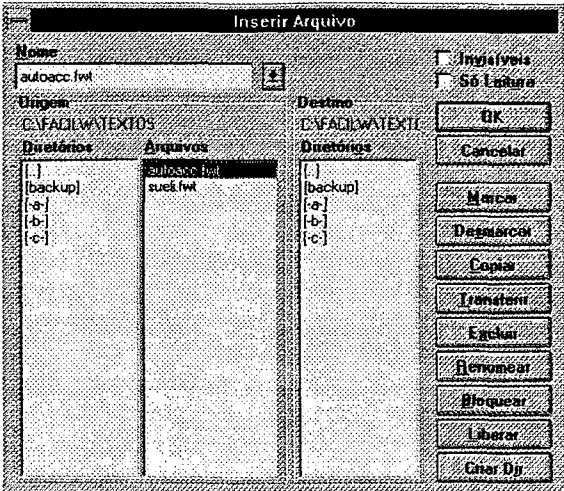 Inserir Arquivo
Nome
autoacc.fwt
Invisíveis
Só Leitura
Origem
C:\FACILW\TEXTOS
Diretórios
Arquivos
[..]
[backup]
[-a-]
[-b-]
[-c-]
autoacc.fwt
sueli.fwt
Destino
C:\FACILW\TEXTC
Diretórios
[..]
[backup]
[-a-]
[-b-]
[-c-]
OK
Cancelar
Marcar
Desmarcar
Copiar
Transferir
Excluir
Renomear
Bloquear
Liberar
Criar Dir